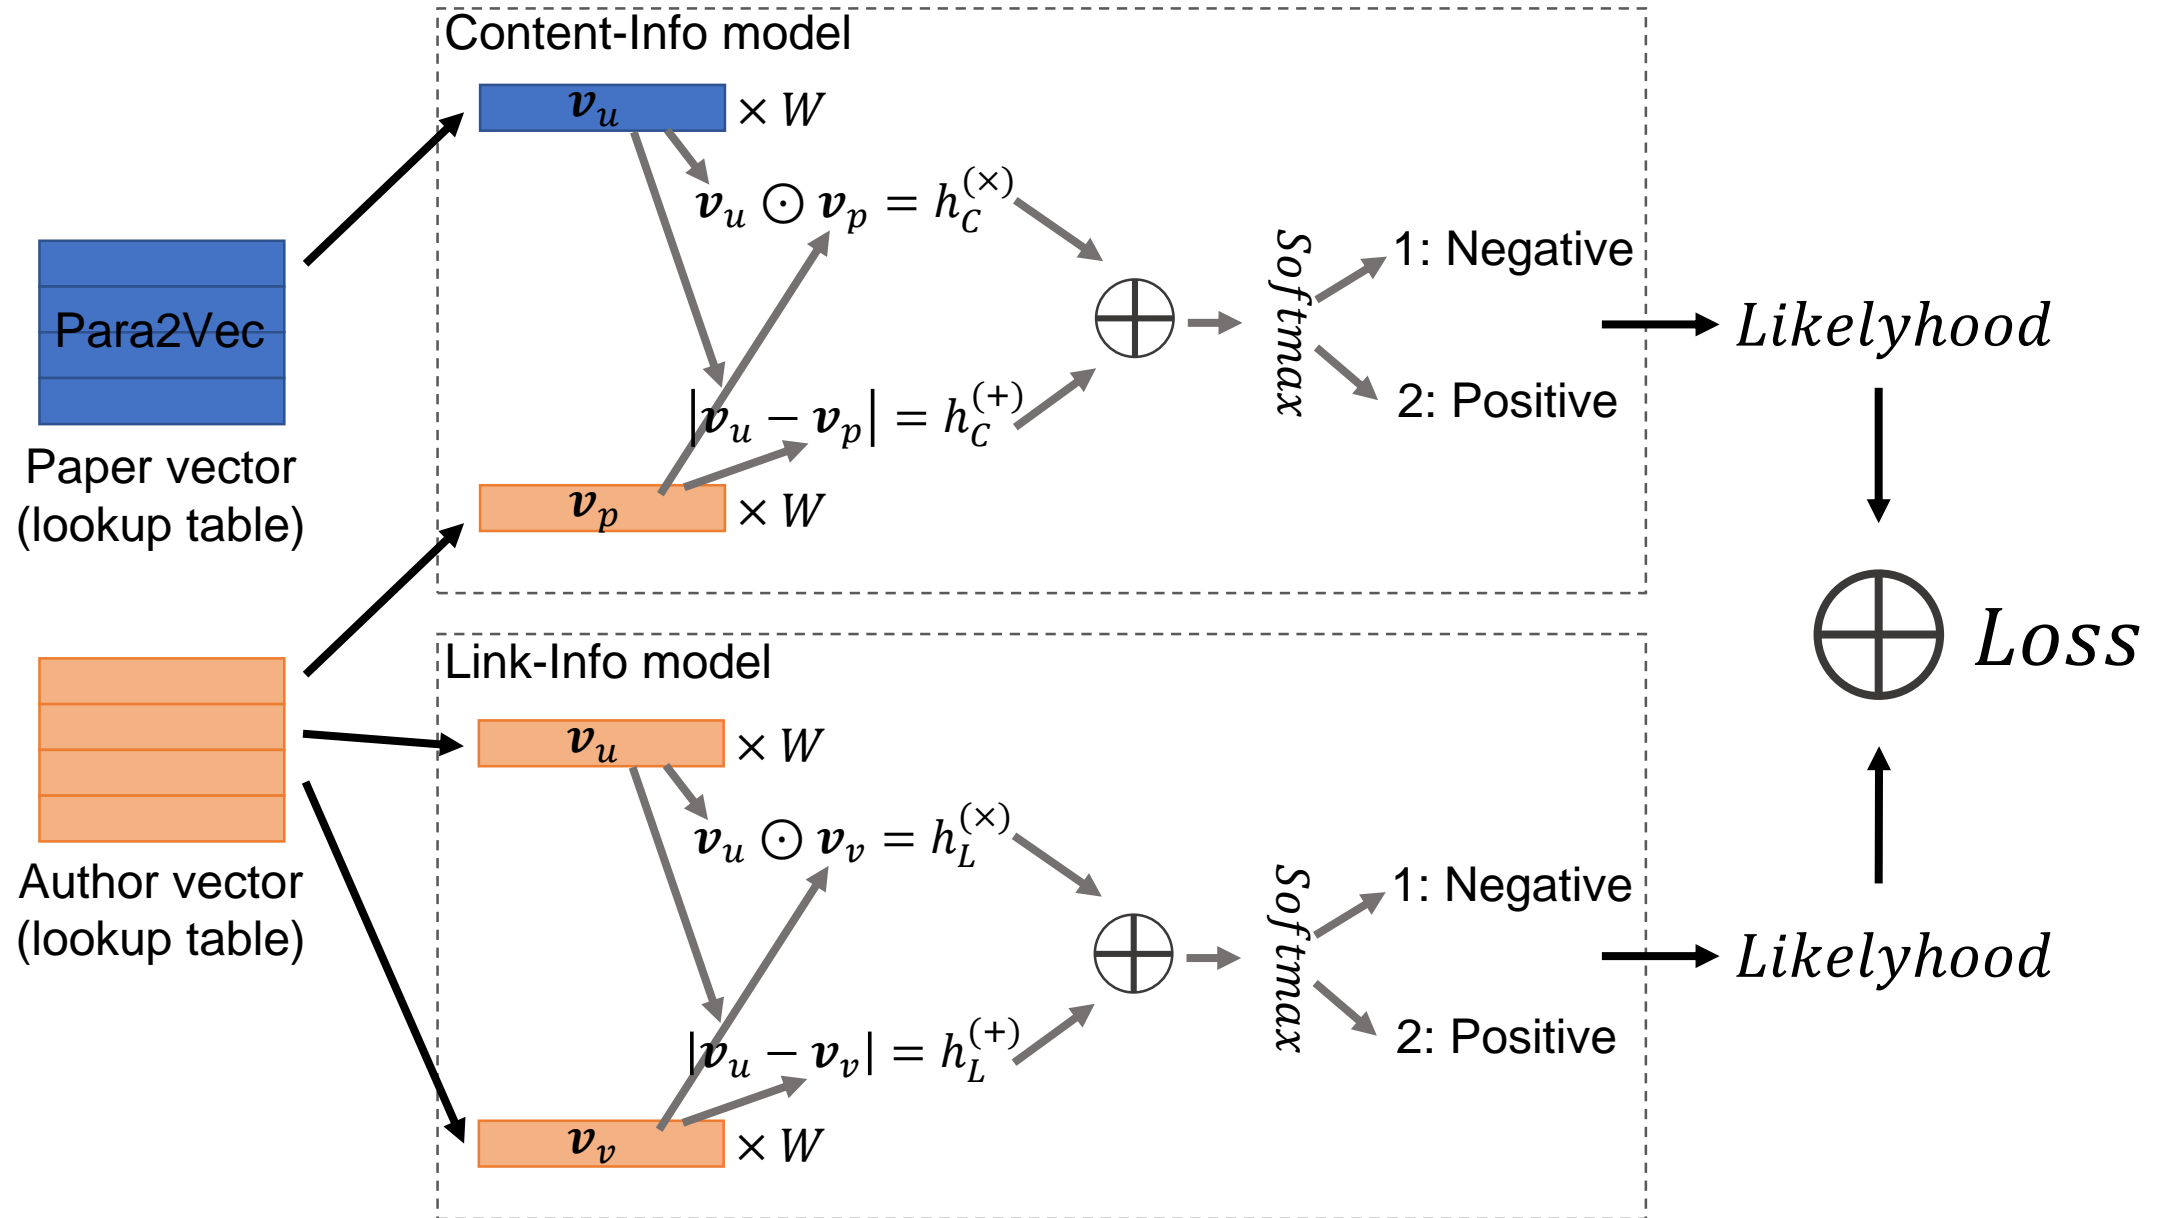 Content-Info model
𝒗_u × W
𝒗_u ⊙ 𝒗_p = h_C^(×)
|𝒗_u − 𝒗_p| = h_C^(+)
𝒗_p × W
Softmax
1: Negative
2: Positive
Likelyhood
Para2Vec
Paper vector
(lookup table)
Author vector
(lookup table)
Link-Info model
𝒗_u × W
𝒗_u ⊙ 𝒗_v = h_L^(×)
|𝒗_u − 𝒗_v| = h_L^(+)
𝒗_v × W
Softmax
1: Negative
2: Positive
Likelyhood
Loss